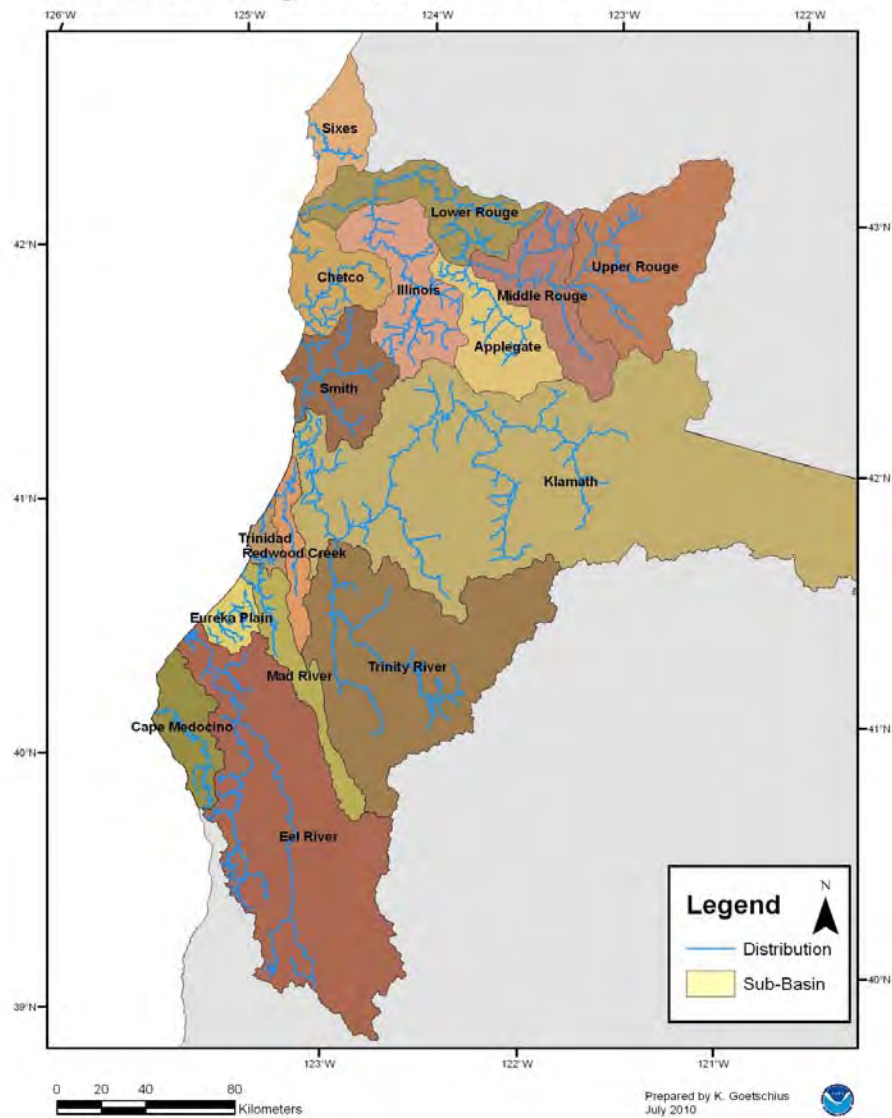 126°W 125°W 124°W 123°W 122°W
Sixes
Lower Rouge
42°N
43°N
Upper Rouge
Chetco
Illinois
Middle Rouge
Applegate
Smith
Klamath
42°N
41°N
Trinidad
Redwood Creek
Eureka Plain
Trinity River
Mad River
Cape Medocino
41°N
40°N
Eel River
Legend
N
Distribution
Sub-Basin
40°N
39°N
123°W 122°W 121°W
0 20 40 80
Kilometers
Prepared by K. Goetschius
July 2010